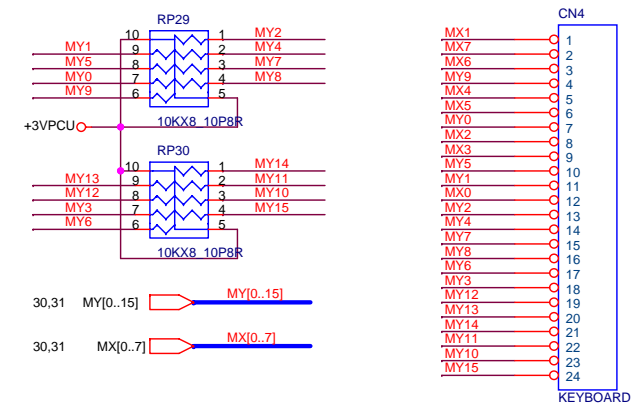 RP29
10 1 MY2
MY1 9 2 MY4
MY5 8 3 MY7
MY0 7 4 MY8
MY9 6 5
+3VPCU 10KX8_10P8R
RP30
10 1 MY14
MY13 9 2 MY11
MY12 8 3 MY10
MY3 7 4 MY15
MY6 6 5
10KX8_10P8R
30,31 MY[0..15] MY[0..15]
30,31 MX[0..7] MX[0..7]
CN4
MX1 1
MX7 2
MX6 3
MY9 4
MX4 5
MX5 6
MY0 7
MX2 8
MX3 9
MY5 10
MY1 11
MX0 12
MY2 13
MY4 14
MY7 15
MY8 16
MY6 17
MY3 18
MY12 19
MY13 20
MY14 21
MY11 22
MY10 23
MY15 24
KEYBOARD